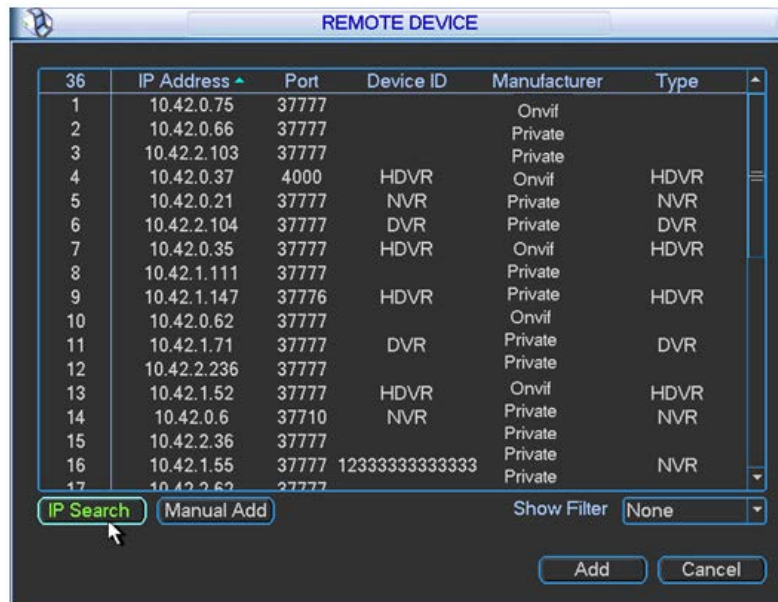 REMOTE DEVICE
36 IP Address Port Device ID Manufacturer Type
1 10.42.0.75 37777 Onvif
2 10.42.0.66 37777 Private
3 10.42.2.103 37777 Private
4 10.42.0.37 4000 HDVR Onvif HDVR
5 10.42.0.21 37777 NVR Private NVR
6 10.42.2.104 37777 DVR Private DVR
7 10.42.0.35 37777 HDVR Onvif HDVR
8 10.42.1.111 37777 Private
9 10.42.1.147 37776 HDVR Private HDVR
10 10.42.0.62 37777 Onvif
11 10.42.1.71 37777 DVR Private DVR
12 10.42.2.236 37777 Private
13 10.42.1.52 37777 HDVR Onvif HDVR
14 10.42.0.6 37710 NVR Private NVR
15 10.42.2.36 37777 Private
16 10.42.1.55 37777 12333333333333 Private NVR
17 10.42.2.62 37777 Private
IP Search Manual Add Show Filter None
Add Cancel